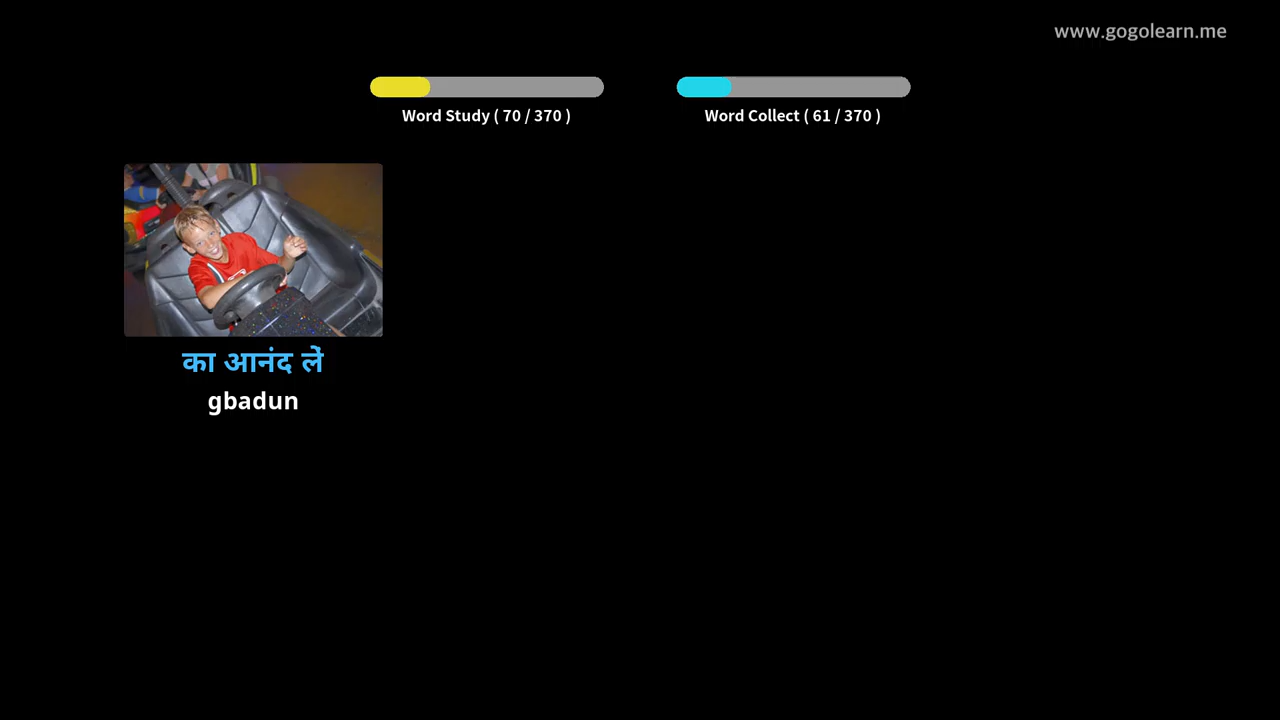 www.gogolearn.me
Word Study ( 70 / 370 )
Word Collect ( 61 / 370 )
का आनंद लें
gbadun